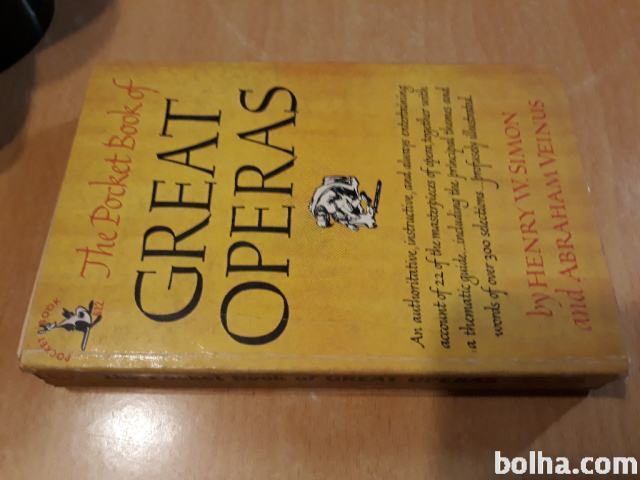 POCKET BOOK
622
The Pocket Book of
GREAT
OPERAS
An authoritative, instructive, and always entertaining
account of 22 of the masterpieces of opera together with
a thematic guide...including the principal themes and
words of over 300 selections · profusely illustrated
by HENRY W. SIMON
and ABRAHAM VEINUS
The Pocket Book of GREAT OPERAS
bolha.com